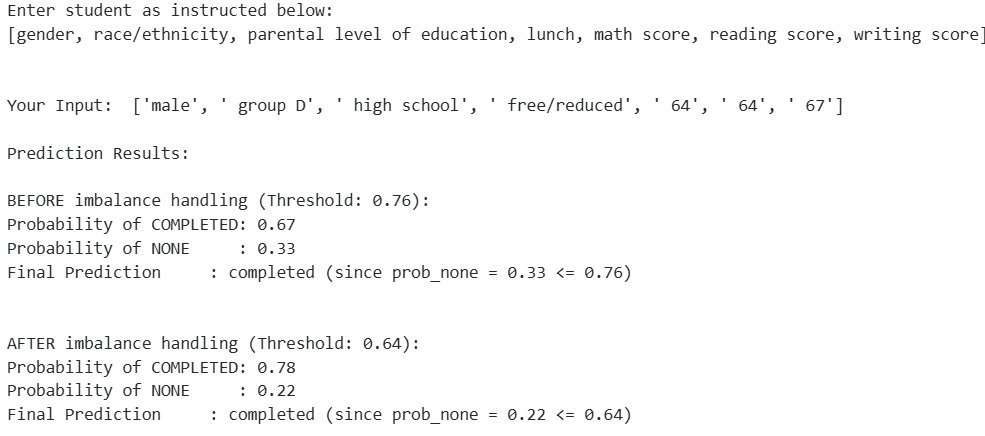 Enter student as instructed below:
[gender, race/ethnicity, parental level of education, lunch, math score, reading score, writing score]
Your Input:  ['male', ' group D', ' high school', ' free/reduced', ' 64', ' 64', ' 67']
Prediction Results:
BEFORE imbalance handling (Threshold: 0.76):
Probability of COMPLETED: 0.67
Probability of NONE     : 0.33
Final Prediction     : completed (since prob_none = 0.33 <= 0.76)
AFTER imbalance handling (Threshold: 0.64):
Probability of COMPLETED: 0.78
Probability of NONE     : 0.22
Final Prediction     : completed (since prob_none = 0.22 <= 0.64)